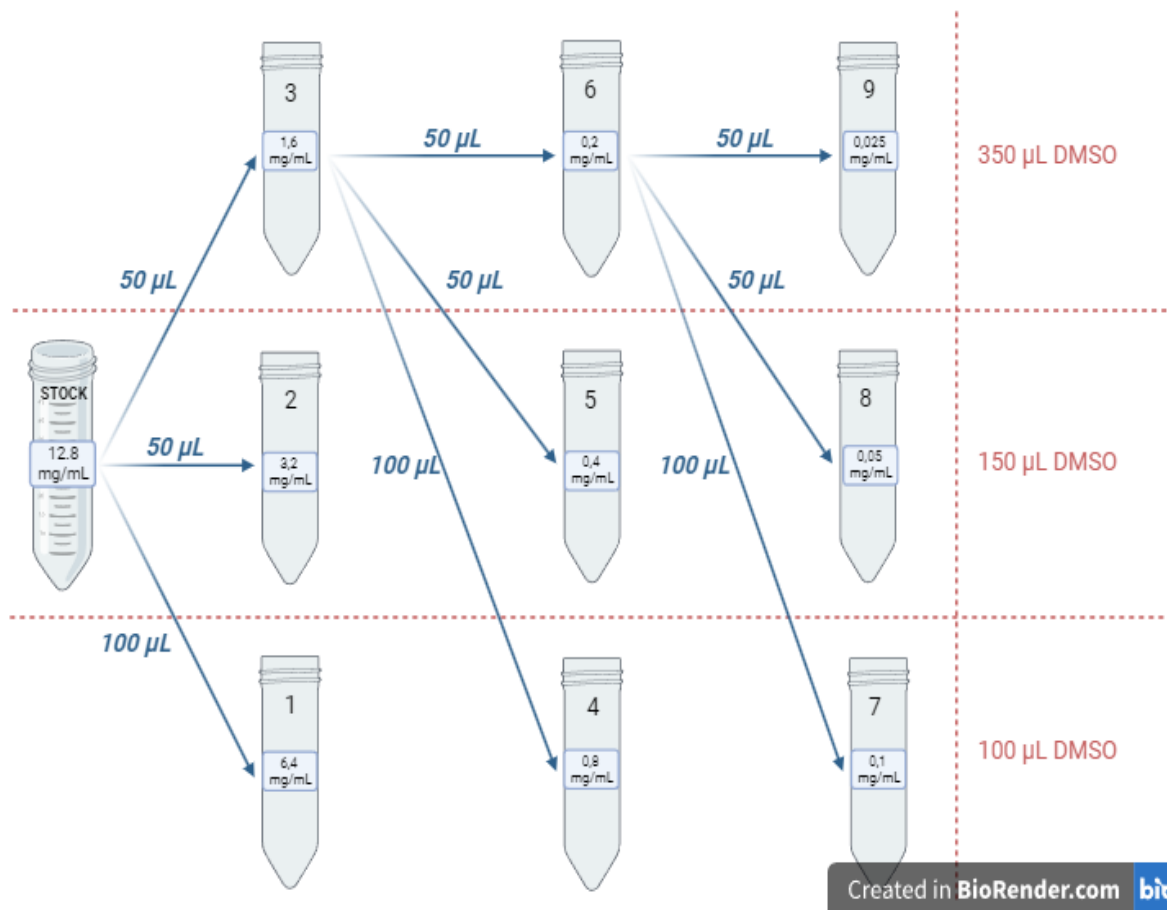 3
1,6
mg/mL
50 µL
6
0,2
mg/mL
50 µL
9
0,025
mg/mL
350 µL DMSO
50 µL
50 µL
50 µL
STOCK
12.8
mg/mL
50 µL
2
3,2
mg/mL
100 µL
5
0,4
mg/mL
100 µL
8
0,05
mg/mL
150 µL DMSO
100 µL
1
6,4
mg/mL
4
0,8
mg/mL
7
0,1
mg/mL
100 µL DMSO
Created in BioRender.com